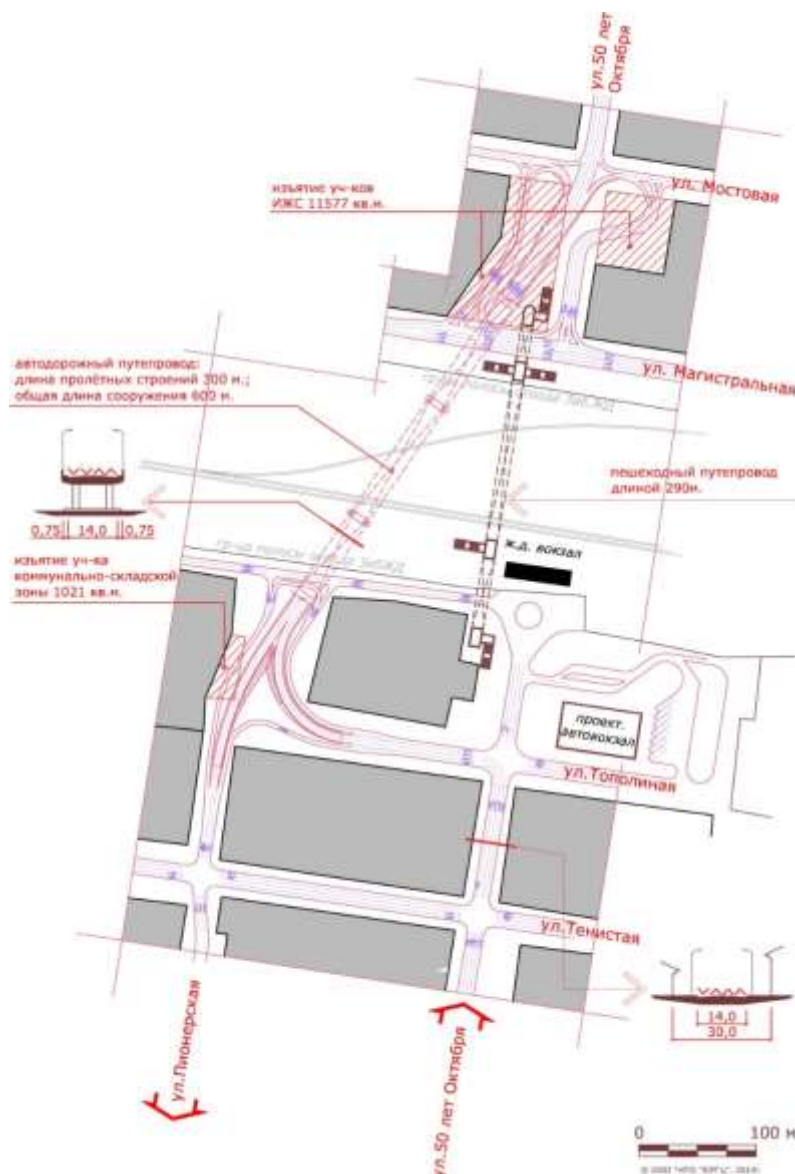 ул.50 лет
Октября
ул. Мостовая
изъятие уч-ков
ИЖС 11577 кв.м.
автодорожный путепровод:
длина пролётных строений 300 м.;
общая длина сооружения 600 м.
ул. Магистральная
пешеходный путепровод
длиной 290м.
0,75 14,0 0,75
изъятие уч-ка
коммунально-складской
зоны 1021 кв.м.
ж.д. вокзал
проект.
автовокзал
ул.Тополиная
ул.Тенистая
14,0
30,0
ул.Пионерская
ул.50 лет Октября
0 100 м